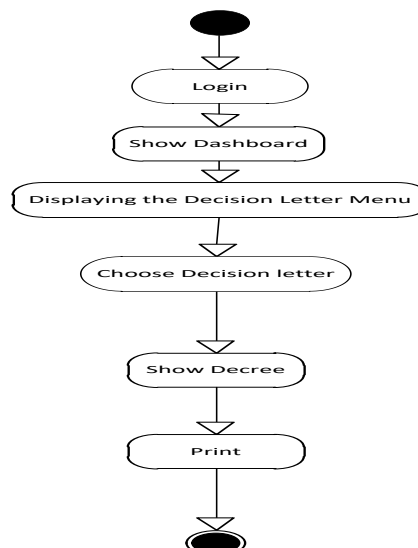 Login
Show Dashboard
Displaying the Decision Letter Menu
Choose Decision letter
Show Decree
Print